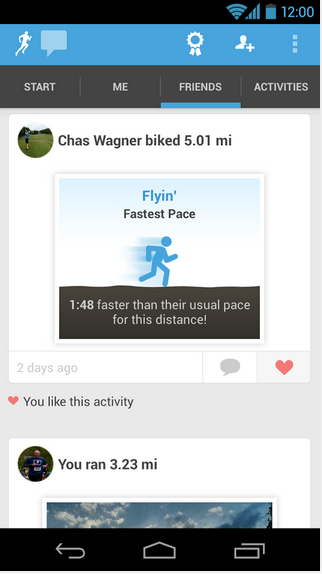 12:00
START
ME
FRIENDS
ACTIVITIES
Chas Wagner biked 5.01 mi
Flyin'
Fastest Pace
1:48 faster than their usual pace
for this distance!
2 days ago
You like this activity
You ran 3.23 mi